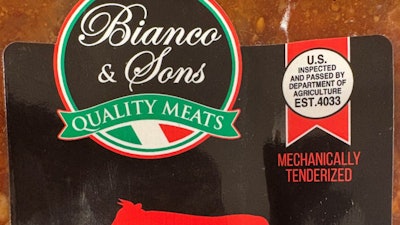 Bianco
& Sons
QUALITY MEATS
U.S.
INSPECTED
AND PASSED BY
DEPARTMENT OF
AGRICULTURE
EST.4033
MECHANICALLY
TENDERIZED